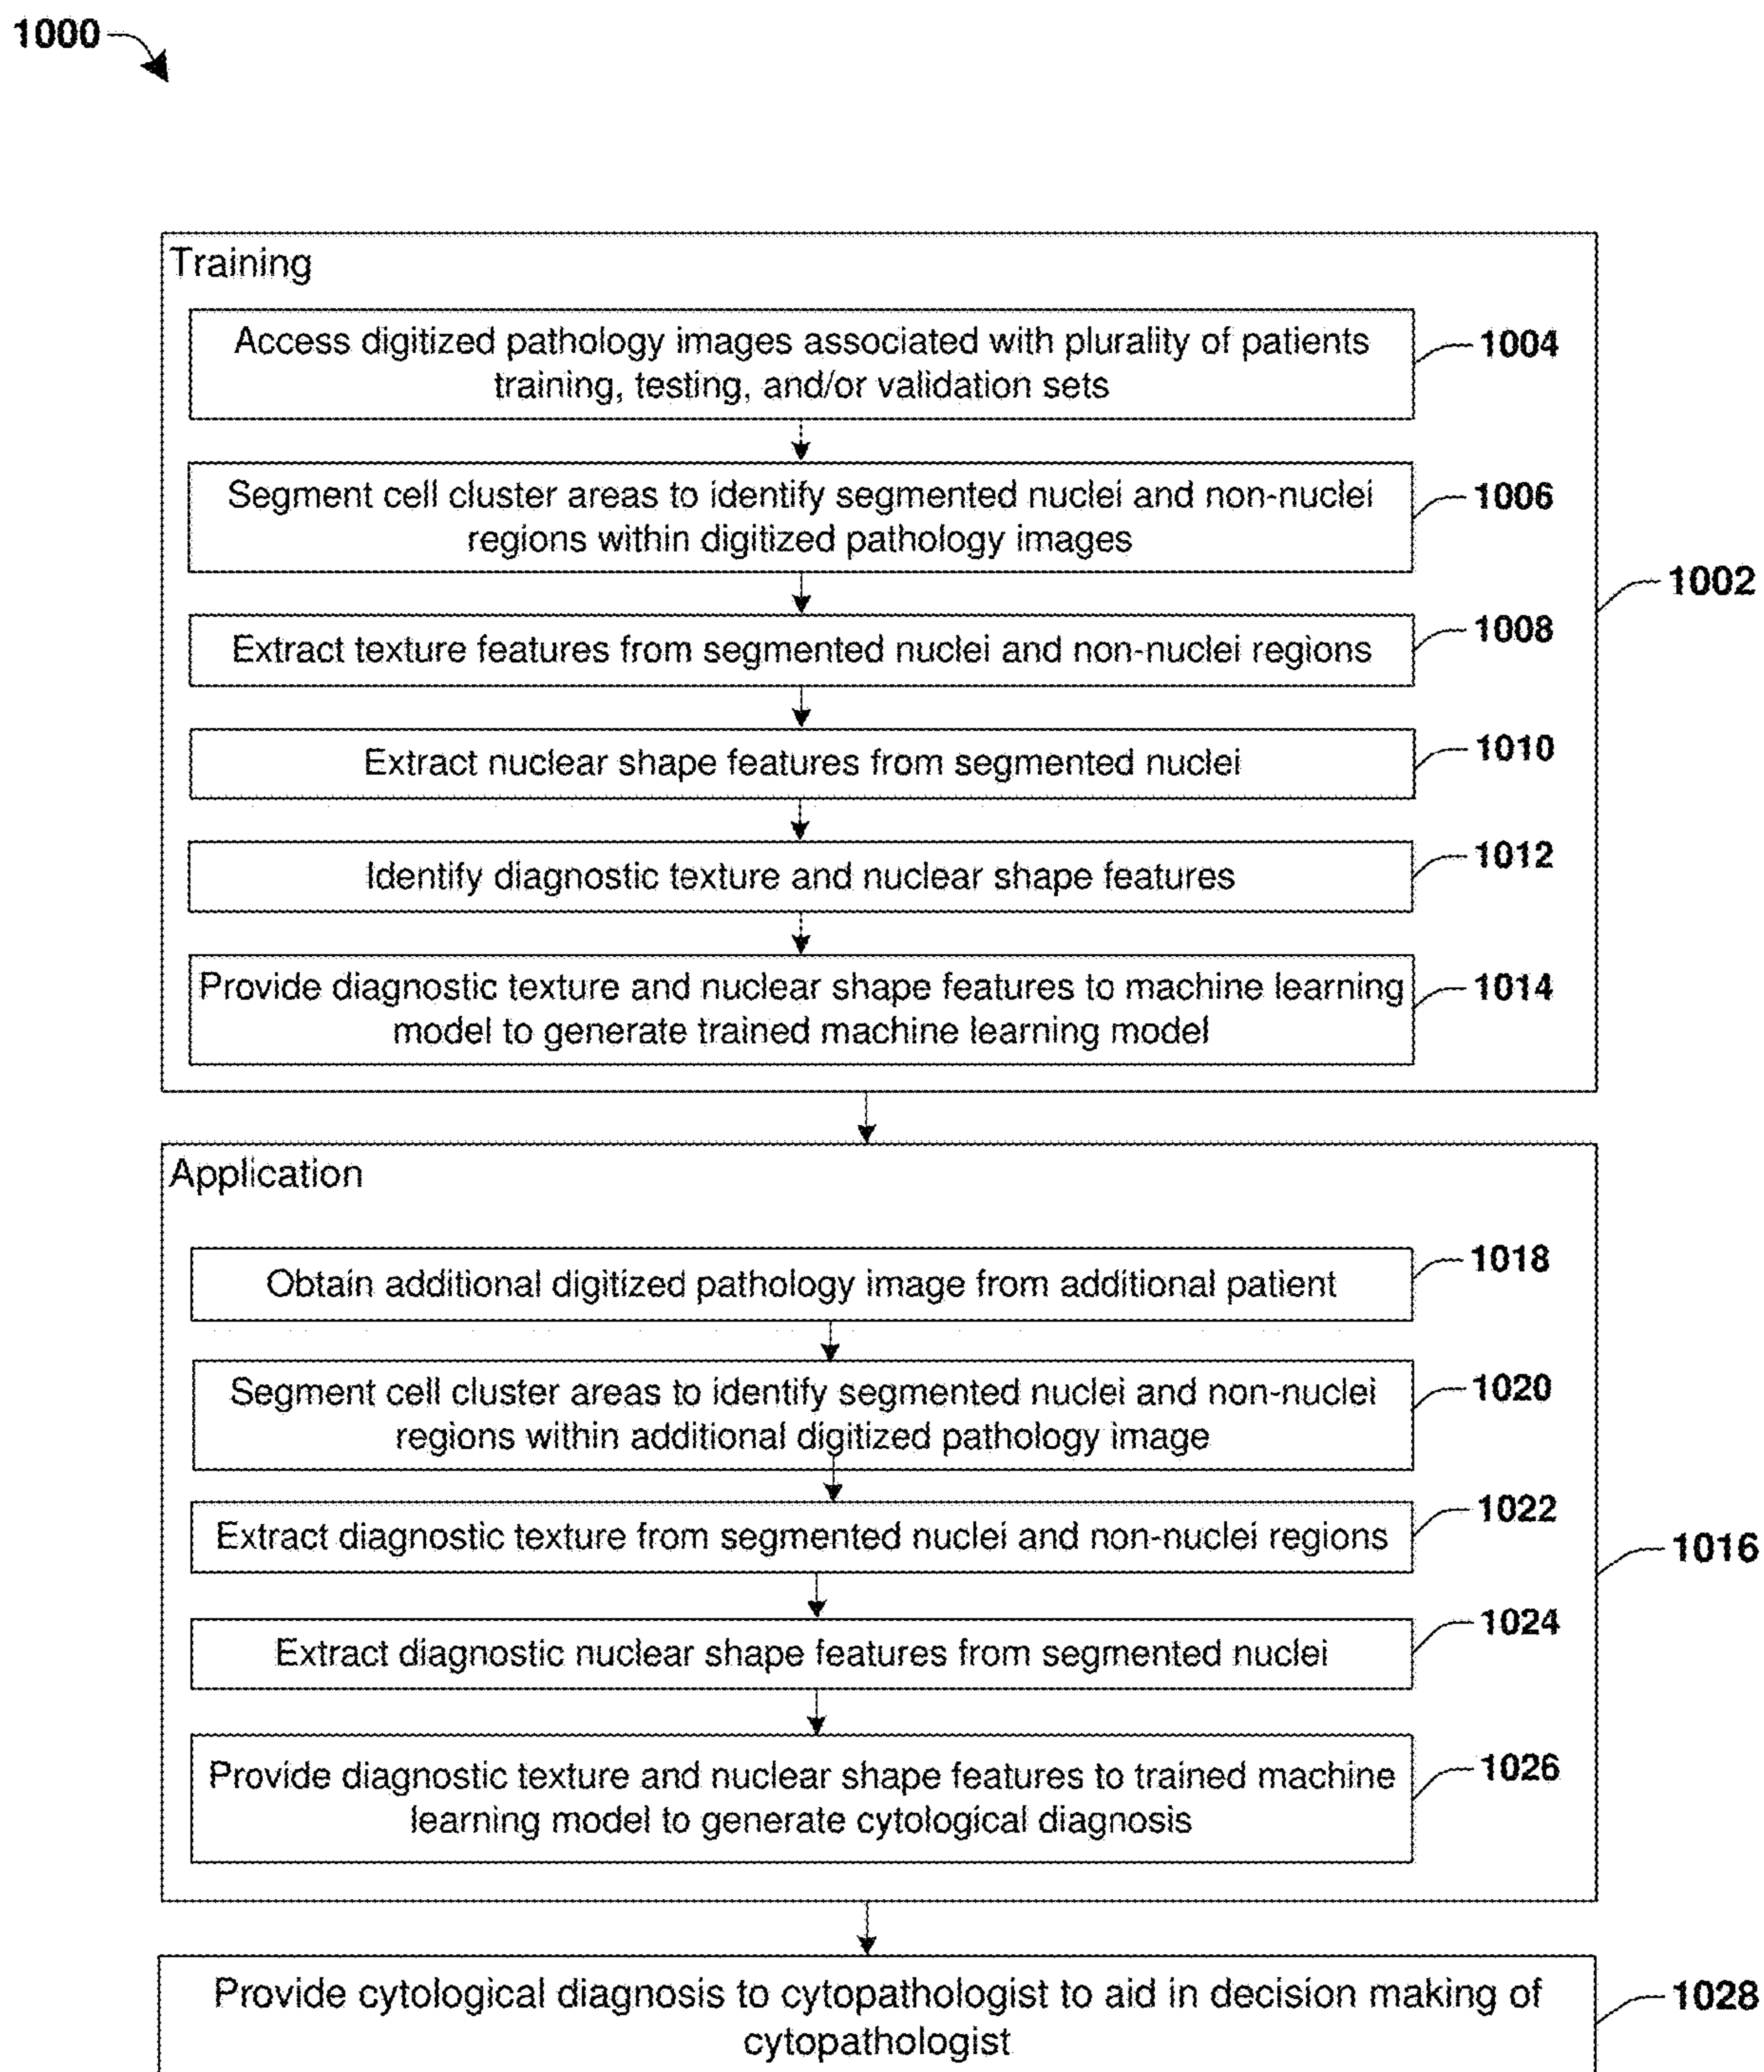 1000
Training
Access digitized pathology images associated with plurality of patients
training, testing, and/or validation sets
1004
Segment cell cluster areas to identify segmented nuclei and non-nuclei
regions within digitized pathology images
1006
1002
Extract texture features from segmented nuclei and non-nuclei regions
1008
Extract nuclear shape features from segmented nuclei
1010
Identify diagnostic texture and nuclear shape features
1012
Provide diagnostic texture and nuclear shape features to machine learning
model to generate trained machine learning model
1014
Application
Obtain additional digitized pathology image from additional patient
1018
Segment cell cluster areas to identify segmented nuclei and non-nuclei
regions within additional digitized pathology image
1020
Extract diagnostic texture from segmented nuclei and non-nuclei regions
1022
1016
Extract diagnostic nuclear shape features from segmented nuclei
1024
Provide diagnostic texture and nuclear shape features to trained machine
learning model to generate cytological diagnosis
1026
Provide cytological diagnosis to cytopathologist to aid in decision making of
cytopathologist
1028